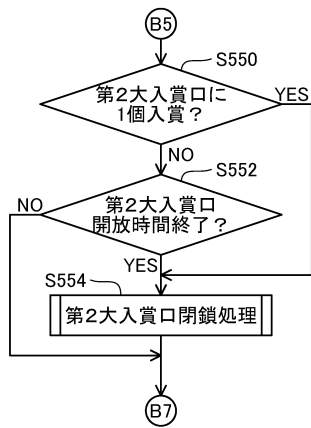 B5
S550
第2大入賞口に
1個入賞？
YES
NO
S552
第2大入賞口
開放時間終了？
NO
YES
S554
第2大入賞口閉鎖処理
B7